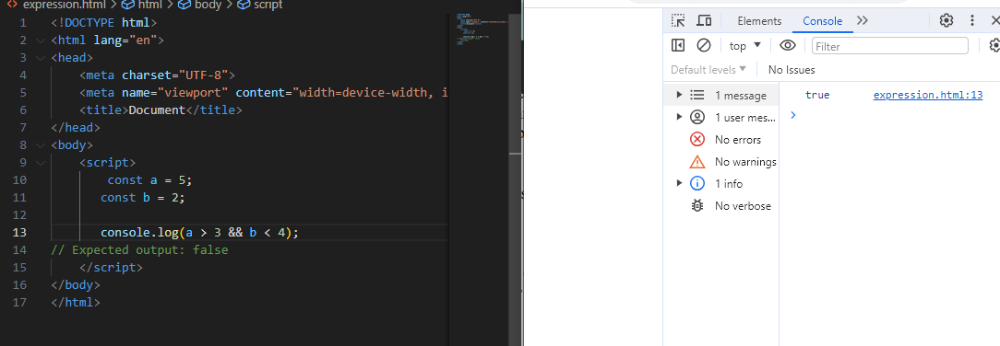 expression.html > html > body > script
1 <!DOCTYPE html>
2 <html lang="en">
3 <head>
4 <meta charset="UTF-8">
5 <meta name="viewport" content="width=device-width, i
6 <title>Document</title>
7 </head>
8 <body>
9 <script>
10 const a = 5;
11 const b = 2;
12
13 console.log(a > 3 && b < 4);
14 // Expected output: false
15 </script>
16 </body>
17 </html>
Elements Console
top Filter
Default levels No Issues
1 message
1 user mes...
No errors
No warnings
1 info
No verbose
true expression.html:13